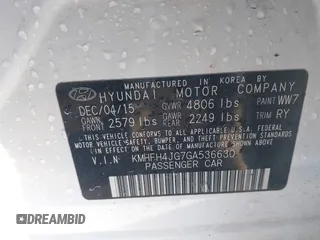 MANUFACTURED IN KOREA BY
HYUNDAI MOTOR COMPANY
DEC/04/15 GVWR 4806 lbs PAINT WW7
GAWR FRONT 2579 lbs GAWR REAR 2249 lbs TRIM RY
THIS VEHICLE CONFORMS TO ALL APPLICABLE
FEDERAL MOTOR VEHICLE SAFETY, BUMPER, AND
THEFT PREVENTION STANDARDS IN EFFECT ON THE
DATE OF MANUFACTURE SHOWN ABOVE.
V.I.N: KMHFH4JG7GA536630
PASSENGER CAR
DEALERSCARFAX